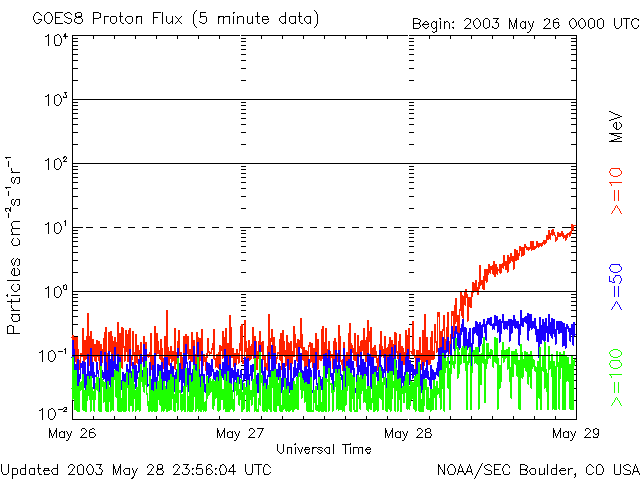 GOES8 Proton Flux (5 minute data)
Begin: 2003 May 26 0000 UTC
Particles cm⁻²s⁻¹sr⁻¹
10⁴
10³
10²
10¹
10⁰
10⁻¹
10⁻²
>=10
>=50
>=100
MeV
May 26
May 27
May 28
May 29
Universal Time
Updated 2003 May 28 23:56:04 UTC
NOAA/SEC Boulder, CO USA